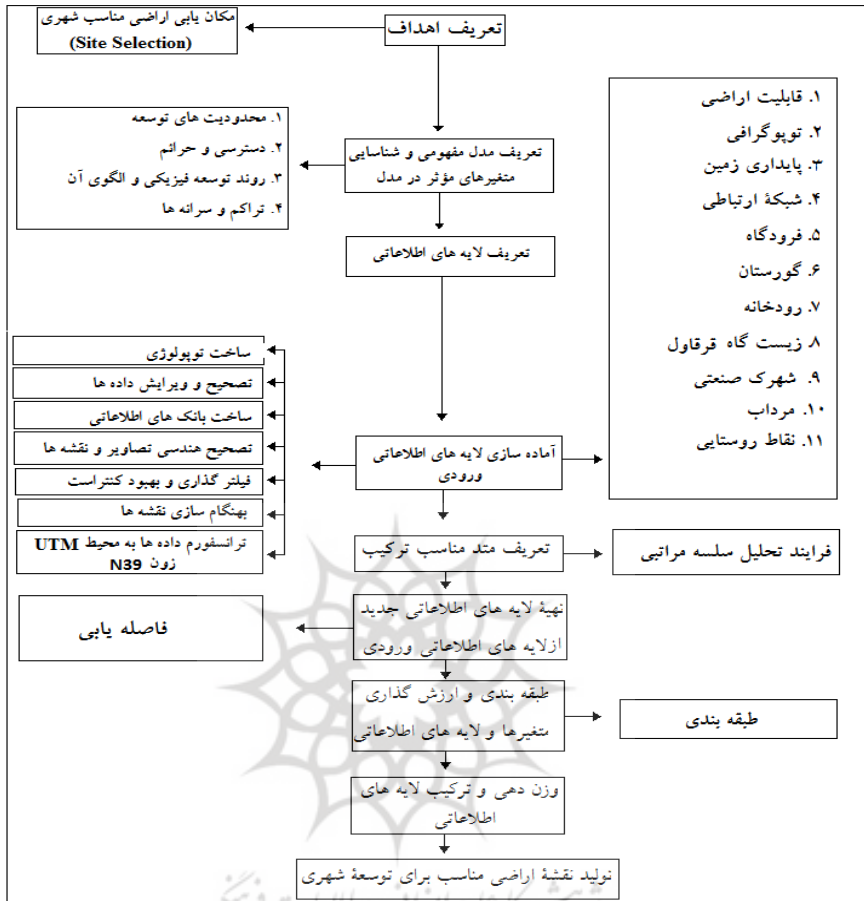 تعریف اهداف
مکان یابی اراضی مناسب شهری
(Site Selection)
تعریف مدل مفهومی و شناسایی
متغیرهای مؤثر در مدل
۱. محدودیت های توسعه
۲. دسترسی و حرائم
۳. روند توسعه فیزیکی و الگوی آن
۴. تراکم و سرانه ها
تعریف لایه های اطلاعاتی
۱. قابلیت اراضی
۲. توپوگرافی
۳. پایداری زمین
۴. شبکهٔ ارتباطی
۵. فرودگاه
۶. گورستان
۷. رودخانه
۸. زیست گاه قرقاول
۹. شهرک صنعتی
۱۰. مرداب
۱۱. نقاط روستایی
آماده سازی لایه های اطلاعاتی
ورودی
ساخت توپولوژی
تصحیح و ویرایش داده ها
ساخت بانک های اطلاعاتی
تصحیح هندسی تصاویر و نقشه ها
فیلتر گذاری و بهبود کنتراست
بهنگام سازی نقشه ها
ترانسفورم داده ها به محیط UTM
زون N39
تعریف متد مناسب ترکیب
فرایند تحلیل سلسه مراتبی
نهیهٔ لایه های اطلاعاتی جدید
ازلایه های اطلاعاتی ورودی
فاصله یابی
طبقه بندی و ارزش گذاری
متغیرها و لایه های اطلاعاتی
طبقه بندی
وزن دهی و ترکیب لایه های
اطلاعاتی
تولید نقشهٔ اراضی مناسب برای توسعهٔ شهری